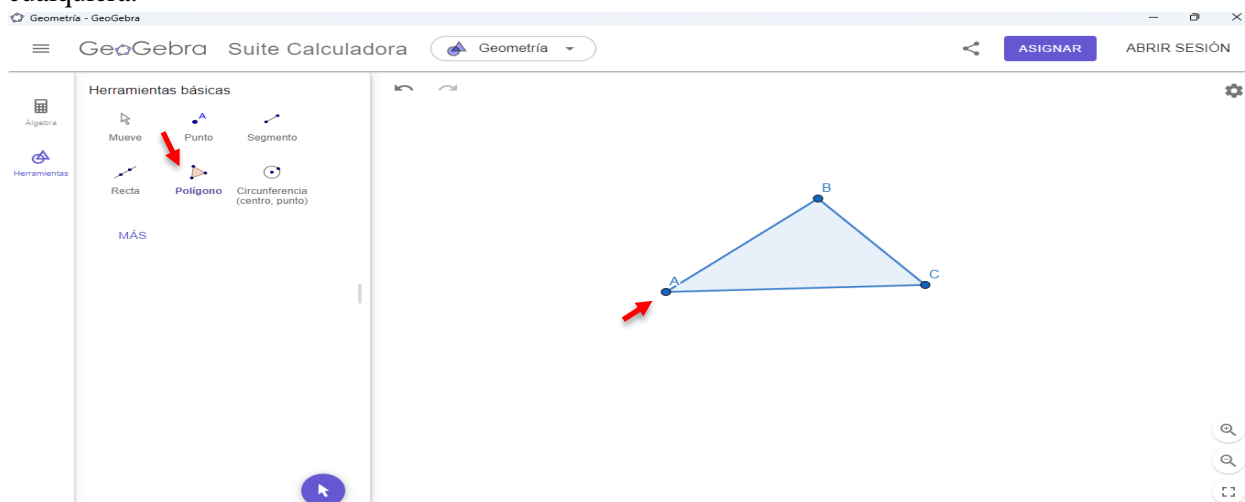 cualquiera.
Geometría - GeoGebra
GeoGebra Suite Calculadora Geometría ASIGNAR ABRIR SESIÓN
Herramientas básicas
Álgebra
Mueve Punto Segmento
A
Herramientas
Recta Polígono Circunferencia
(centro, punto)
MÁS
B
A
C